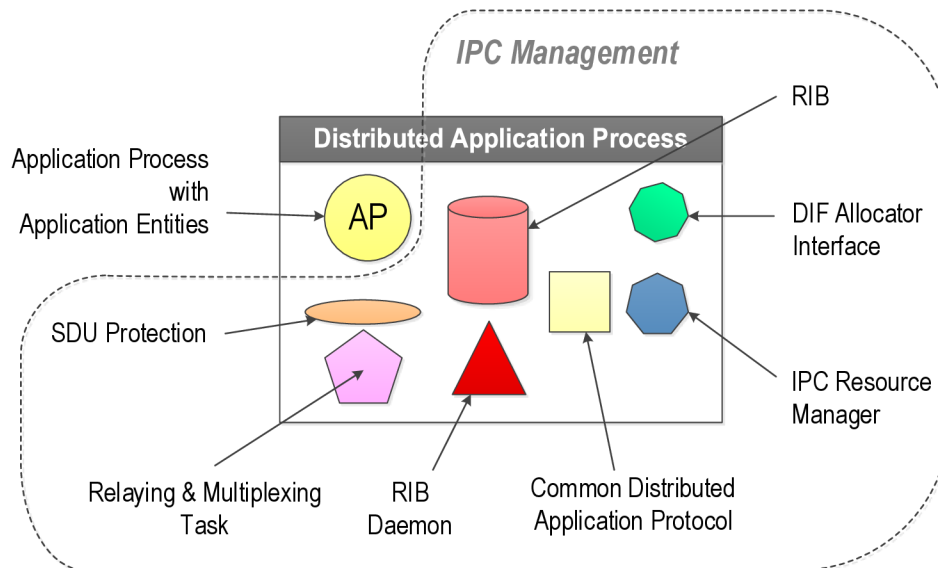 IPC Management
RIB
Distributed Application Process
Application Process
with
Application Entities
AP
DIF Allocator
Interface
SDU Protection
IPC Resource
Manager
Relaying & Multiplexing
Task
RIB
Daemon
Common Distributed
Application Protocol